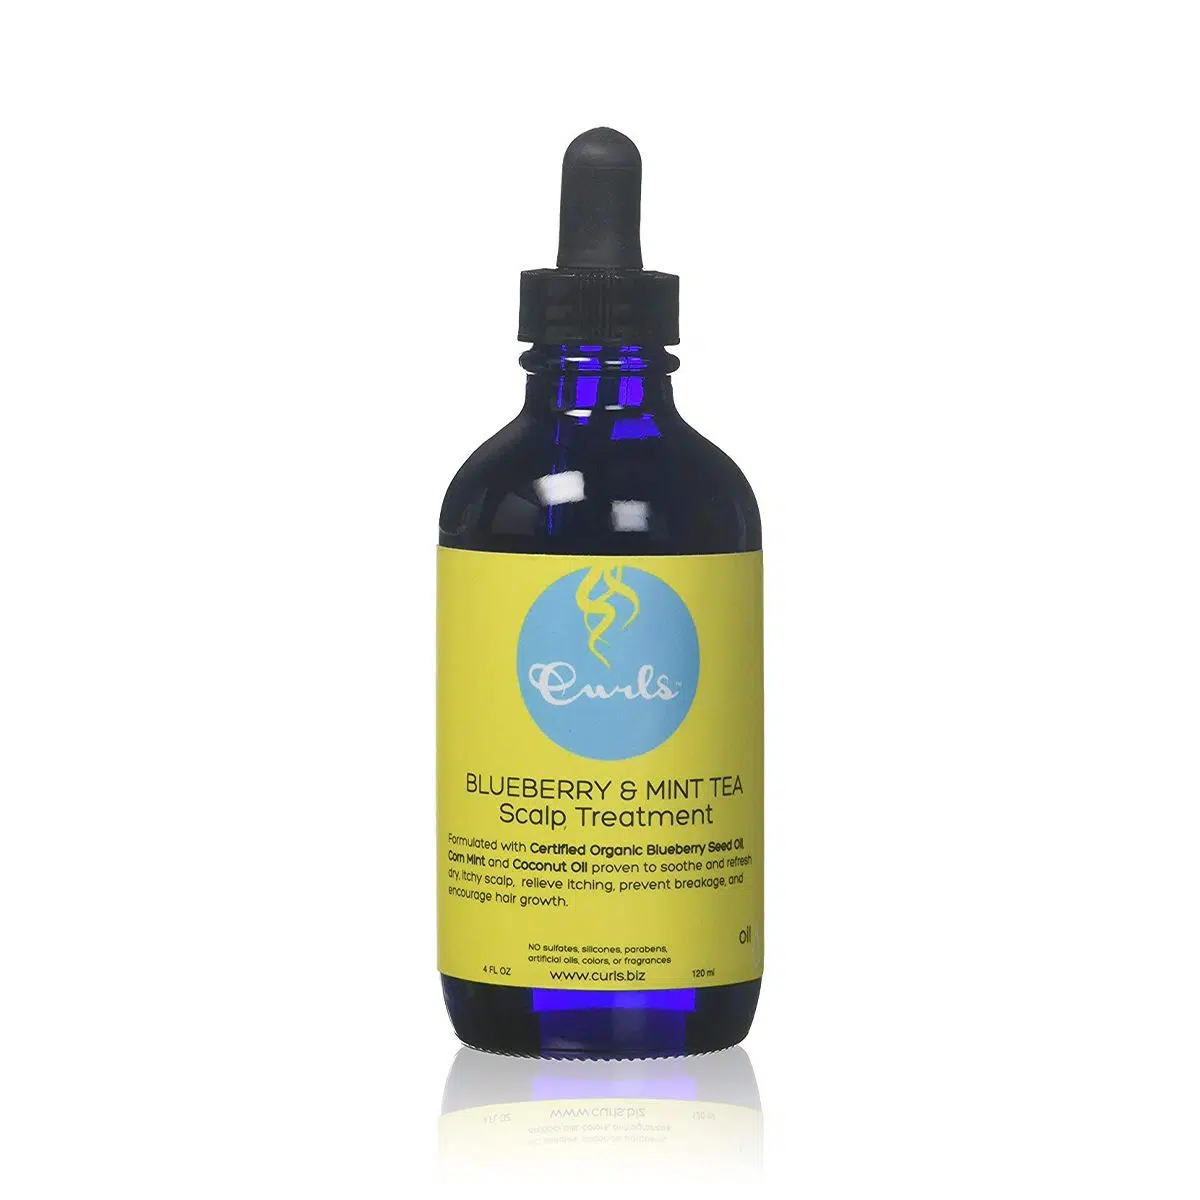 Curls™
BLUEBERRY & MINT TEA
Scalp Treatment
Formulated with Certified Organic Blueberry Seed Oil,
Corn Mint and Coconut Oil proven to soothe and refresh
dry, itchy scalp, relieve itching, prevent breakage, and
encourage hair growth.
oil
NO sulfates, silicones, parabens,
artificial oils, colors, or fragrances
4 FL OZ www.curls.biz 120 ml